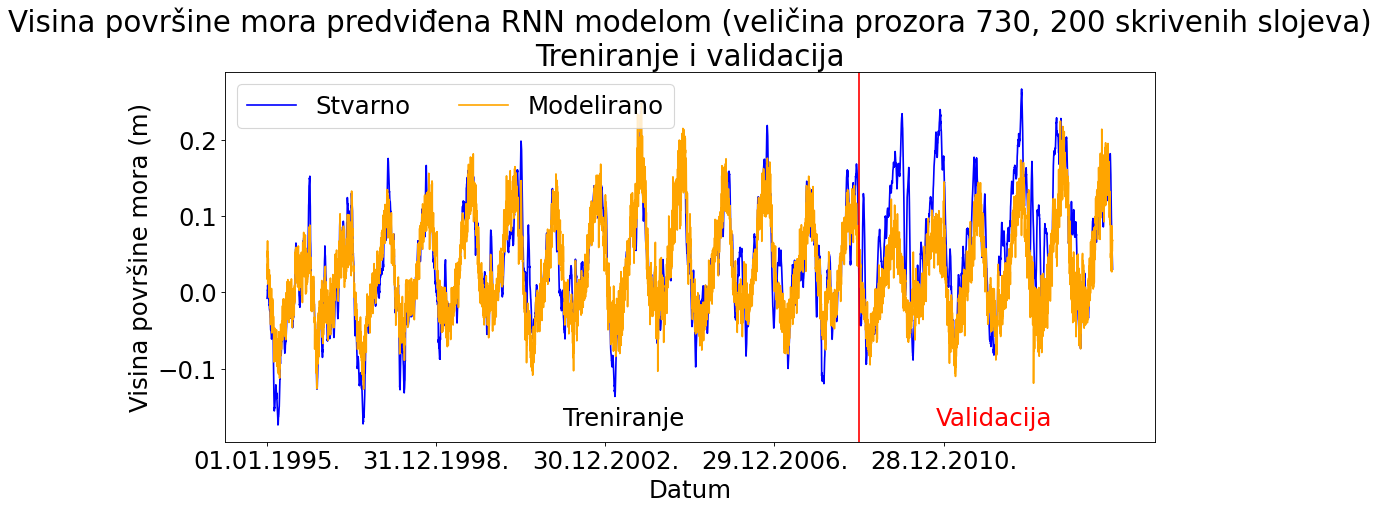 Visina površine mora predviđena RNN modelom (veličina prozora 730, 200 skrivenih slojeva)
Treniranje i validacija
Stvarno
Modelirano
Visina površine mora (m)
0.2
0.1
0.0
−0.1
Treniranje
Validacija
01.01.1995.
31.12.1998.
30.12.2002.
29.12.2006.
28.12.2010.
Datum